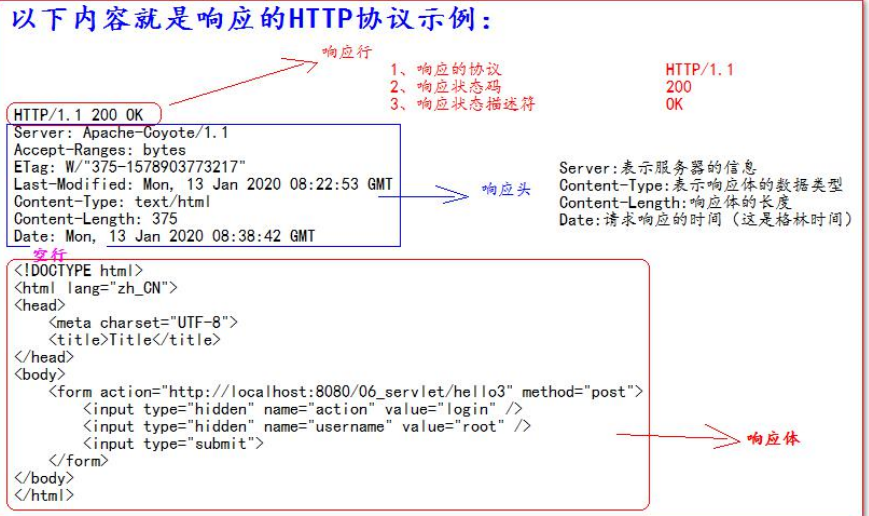 以下内容就是响应的HTTP协议示例：
响应行
1、响应的协议 HTTP/1.1
2、响应状态码 200
3、响应状态描述符 OK
HTTP/1.1 200 OK
Server: Apache-Coyote/1.1
Accept-Ranges: bytes
ETag: W/"375-1578903773217"
Last-Modified: Mon, 13 Jan 2020 08:22:53 GMT
Content-Type: text/html
Content-Length: 375
Date: Mon, 13 Jan 2020 08:38:42 GMT
响应头
Server:表示服务器的信息
Content-Type:表示响应体的数据类型
Content-Length:响应体的长度
Date:请求响应的时间（这是格林时间）
空行
<!DOCTYPE html>
<html lang="zh_CN">
<head>
    <meta charset="UTF-8">
    <title>Title</title>
</head>
<body>
    <form action="http://localhost:8080/06_servlet/hello3" method="post">
        <input type="hidden" name="action" value="login" />
        <input type="hidden" name="username" value="root" />
        <input type="submit">
    </form>
</body>
</html>
响应体